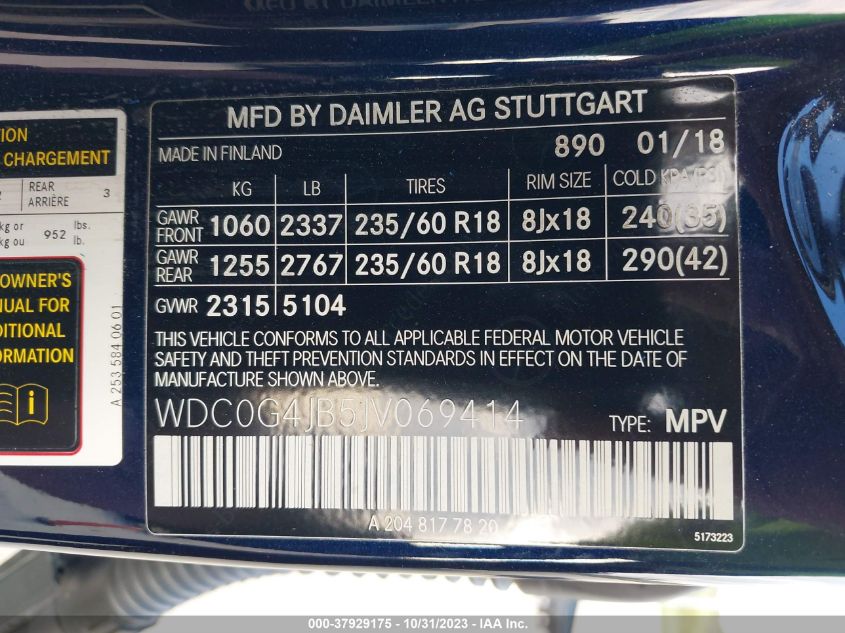 MFD BY DAIMLER AG STUTTGART
MADE IN FINLAND 890 01/18
KG LB TIRES RIM SIZE COLD KPA(PSI)
GAWR FRONT 1060 2337 235/60 R18 8Jx18 240(35)
GAWR REAR 1255 2767 235/60 R18 8Jx18 290(42)
GVWR 2315 5104
THIS VEHICLE CONFORMS TO ALL APPLICABLE FEDERAL MOTOR VEHICLE
SAFETY AND THEFT PREVENTION STANDARDS IN EFFECT ON THE DATE OF
MANUFACTURE SHOWN ABOVE.
WDC0G4JB5JV069414 TYPE: MPV
A 204 817 78 20
5173223
CHARGEMENT
REAR 3
ARRIÈRE
kg or 952 lbs.
kg ou lb.
OWNER'S
FOR
i
A 253 584 06 01
000-37929175 - 10/31/2023 - IAA Inc.